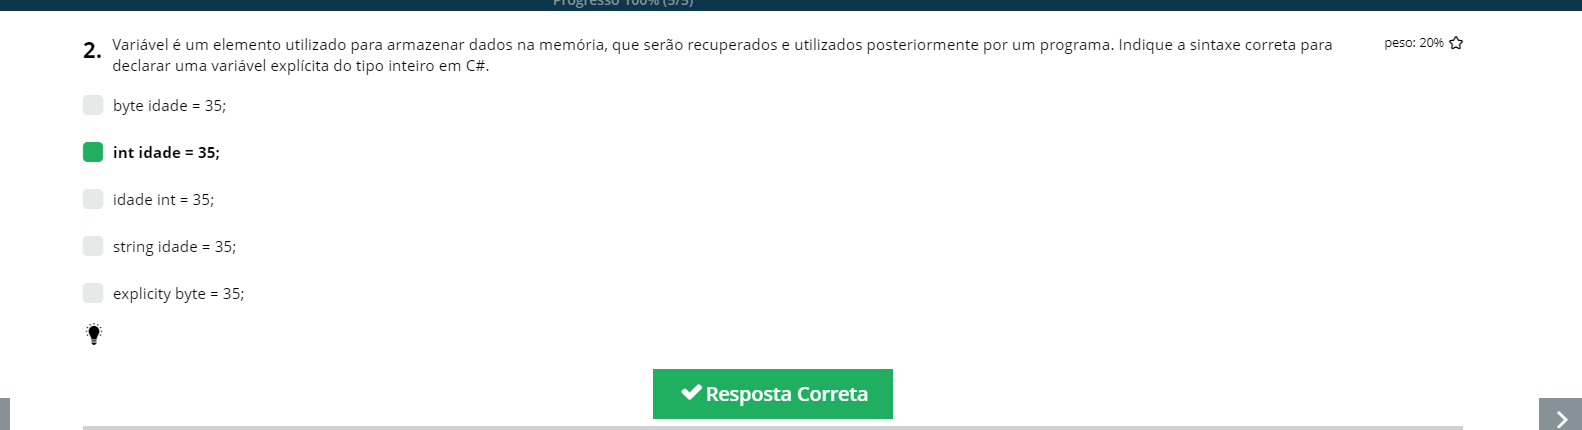 Progresso 100% (5/5)
2. Variável é um elemento utilizado para armazenar dados na memória, que serão recuperados e utilizados posteriormente por um programa. Indique a sintaxe correta para
declarar uma variável explícita do tipo inteiro em C#.
peso: 20%
byte idade = 35;
int idade = 35;
idade int = 35;
string idade = 35;
explicity byte = 35;
Resposta Correta